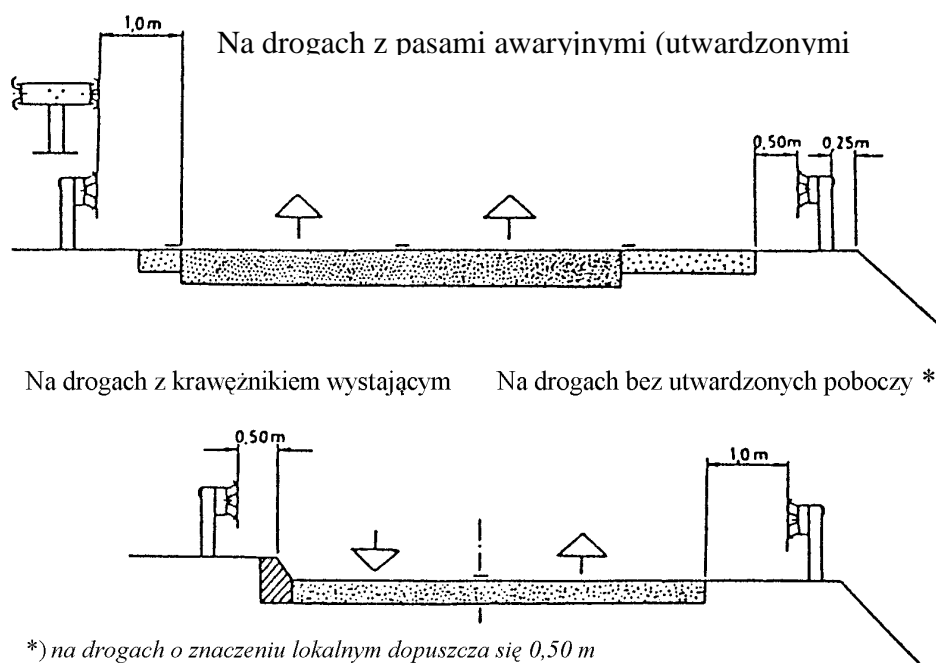 1,0 m
Na drogach z pasami awaryjnymi (utwardzonymi
0,50m 0,25m
Na drogach z krawężnikiem wystającym Na drogach bez utwardzonych poboczy *
0,50m
1,0m
*) na drogach o znaczeniu lokalnym dopuszcza się 0,50 m